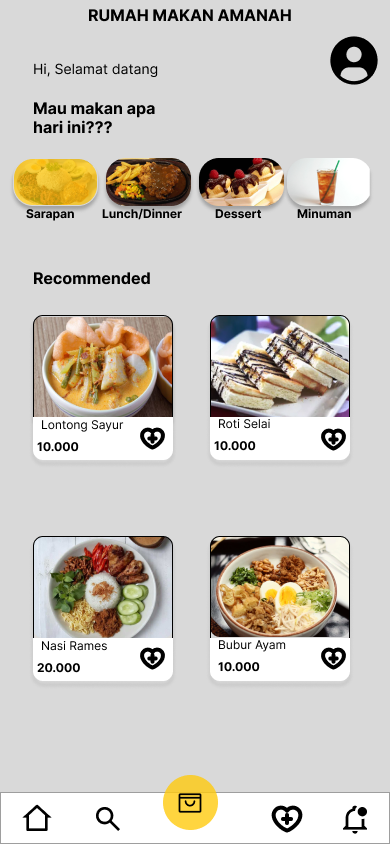 RUMAH MAKAN AMANAH
Hi, Selamat datang
Mau makan apa
hari ini???
Sarapan
Lunch/Dinner
Dessert
Minuman
Recommended
Lontong Sayur
10.000
Roti Selai
10.000
Nasi Rames
20.000
Bubur Ayam
10.000